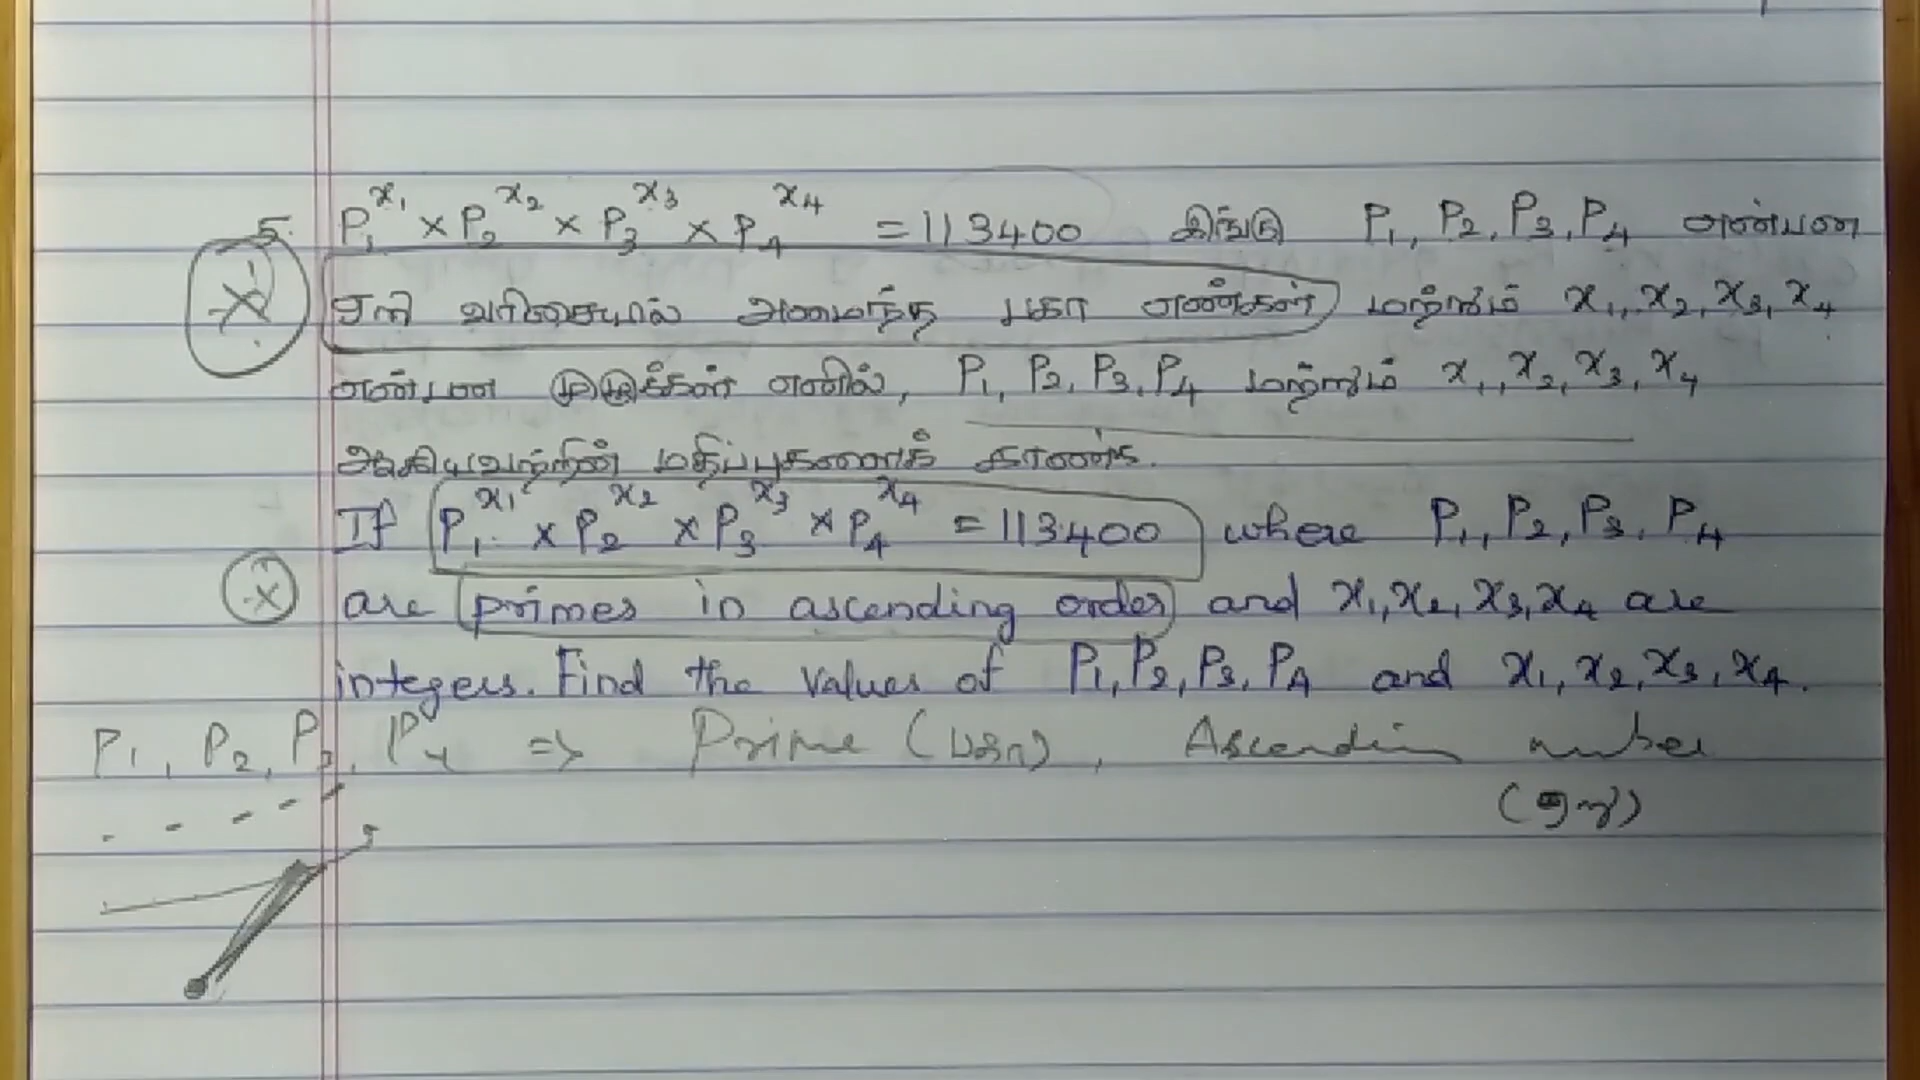 5. P₁^x₁ × P₂^x₂ × P₃^x₃ × P₄^x₄ = 113400 இங்கு P₁, P₂, P₃, P₄ என்பன
ஏறு வரிசையில் அமைந்த பகா எண்கள் மற்றும் x₁, x₂, x₃, x₄
என்பன முழுக்கள் எனில், P₁, P₂, P₃, P₄ மற்றும் x₁, x₂, x₃, x₄
ஆகியவற்றின் மதிப்புகளைக் காண்க.
If P₁^x₁ × P₂^x₂ × P₃^x₃ × P₄^x₄ = 113400 where P₁, P₂, P₃, P₄
are primes in ascending order and x₁, x₂, x₃, x₄ are
integers. Find the values of P₁, P₂, P₃, P₄ and x₁, x₂, x₃, x₄.
P₁, P₂, P₃, P₄ => Prime (பகா), Ascending number